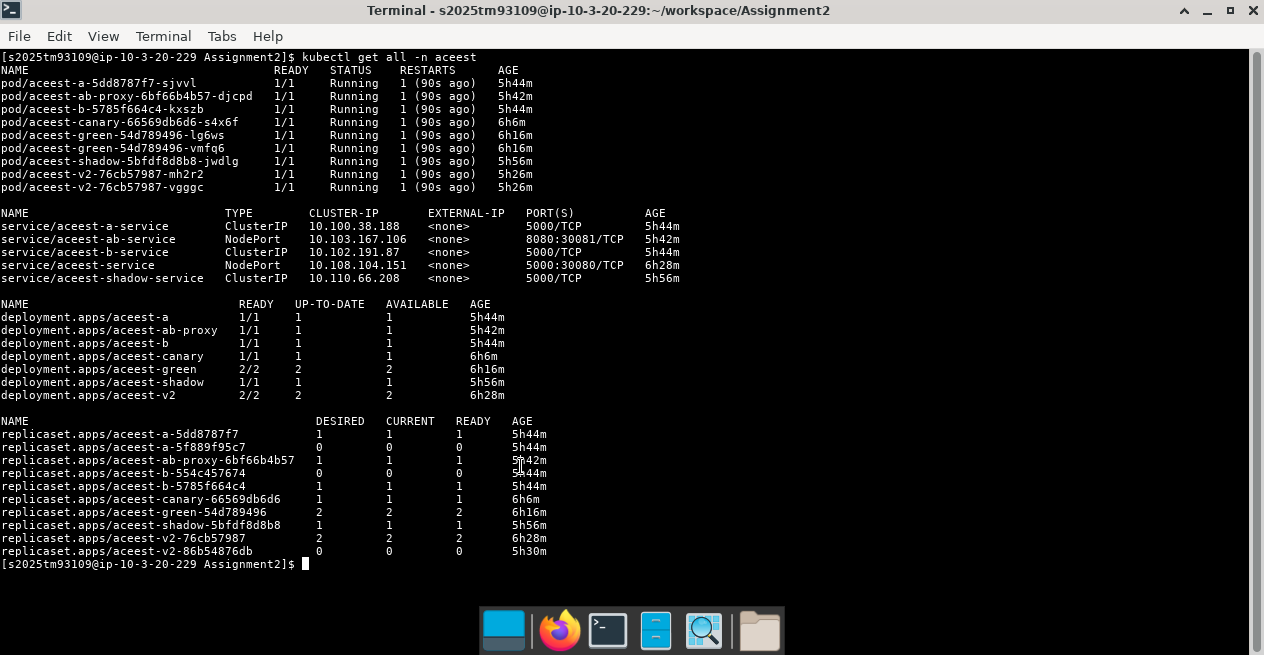 Terminal - s2025tm93109@ip-10-3-20-229:~/workspace/Assignment2
File Edit View Terminal Tabs Help
[s2025tm93109@ip-10-3-20-229 Assignment2]$ kubectl get all -n aceest
NAME READY STATUS RESTARTS AGE
pod/aceest-a-5dd8787f7-sjvvl 1/1 Running 1 (90s ago) 5h44m
pod/aceest-ab-proxy-6bf66b4b57-djcpd 1/1 Running 1 (90s ago) 5h42m
pod/aceest-b-5785f664c4-kxszb 1/1 Running 1 (90s ago) 5h44m
pod/aceest-canary-66569db6d6-s4x6f 1/1 Running 1 (90s ago) 6h6m
pod/aceest-green-54d789496-lg6ws 1/1 Running 1 (90s ago) 6h16m
pod/aceest-green-54d789496-vmfq6 1/1 Running 1 (90s ago) 6h16m
pod/aceest-shadow-5bfdf8d8b8-jwdlg 1/1 Running 1 (90s ago) 5h56m
pod/aceest-v2-76cb57987-mh2r2 1/1 Running 1 (90s ago) 5h26m
pod/aceest-v2-76cb57987-vgggc 1/1 Running 1 (90s ago) 5h26m
NAME TYPE CLUSTER-IP EXTERNAL-IP PORT(S) AGE
service/aceest-a-service ClusterIP 10.100.38.188 <none> 5000/TCP 5h44m
service/aceest-ab-service NodePort 10.103.167.106 <none> 8080:30081/TCP 5h42m
service/aceest-b-service ClusterIP 10.102.191.87 <none> 5000/TCP 5h44m
service/aceest-service NodePort 10.108.104.151 <none> 5000:30080/TCP 6h28m
service/aceest-shadow-service ClusterIP 10.110.66.208 <none> 5000/TCP 5h56m
NAME READY UP-TO-DATE AVAILABLE AGE
deployment.apps/aceest-a 1/1 1 1 5h44m
deployment.apps/aceest-ab-proxy 1/1 1 1 5h42m
deployment.apps/aceest-b 1/1 1 1 5h44m
deployment.apps/aceest-canary 1/1 1 1 6h6m
deployment.apps/aceest-green 2/2 2 2 6h16m
deployment.apps/aceest-shadow 1/1 1 1 5h56m
deployment.apps/aceest-v2 2/2 2 2 6h28m
NAME DESIRED CURRENT READY AGE
replicaset.apps/aceest-a-5dd8787f7 1 1 1 5h44m
replicaset.apps/aceest-a-5f889f95c7 0 0 0 5h44m
replicaset.apps/aceest-ab-proxy-6bf66b4b57 1 1 1 5h42m
replicaset.apps/aceest-b-554c457674 0 0 0 5h44m
replicaset.apps/aceest-b-5785f664c4 1 1 1 5h44m
replicaset.apps/aceest-canary-66569db6d6 1 1 1 6h6m
replicaset.apps/aceest-green-54d789496 2 2 2 6h16m
replicaset.apps/aceest-shadow-5bfdf8d8b8 1 1 1 5h56m
replicaset.apps/aceest-v2-76cb57987 2 2 2 6h28m
replicaset.apps/aceest-v2-86b54876db 0 0 0 5h30m
[s2025tm93109@ip-10-3-20-229 Assignment2]$